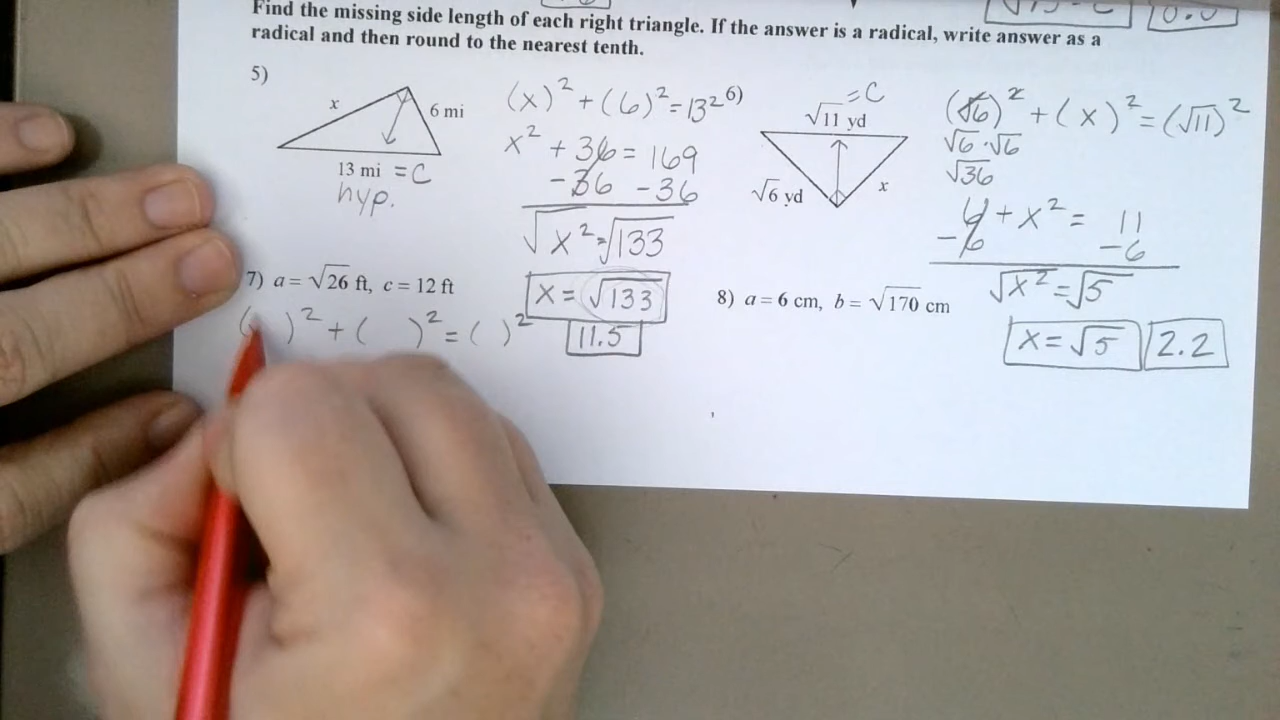 Find the missing side length of each right triangle. If the answer is a radical, write answer as a
radical and then round to the nearest tenth.
5)
x
6 mi
13 mi = C
hyp.
(x)² + (6)² = 13²
x² + 36 = 169
-36 -36
√x² = √133
x = √133
11.5
6)
= C
√11 yd
√6 yd
x
(√6)² + (x)² = (√11)²
√6 · √6
√36
6 + x² = 11
-6 -6
√x² = √5
x = √5
2.2
7) a = √26 ft, c = 12 ft
( )² + ( )² = ( )²
8) a = 6 cm, b = √170 cm